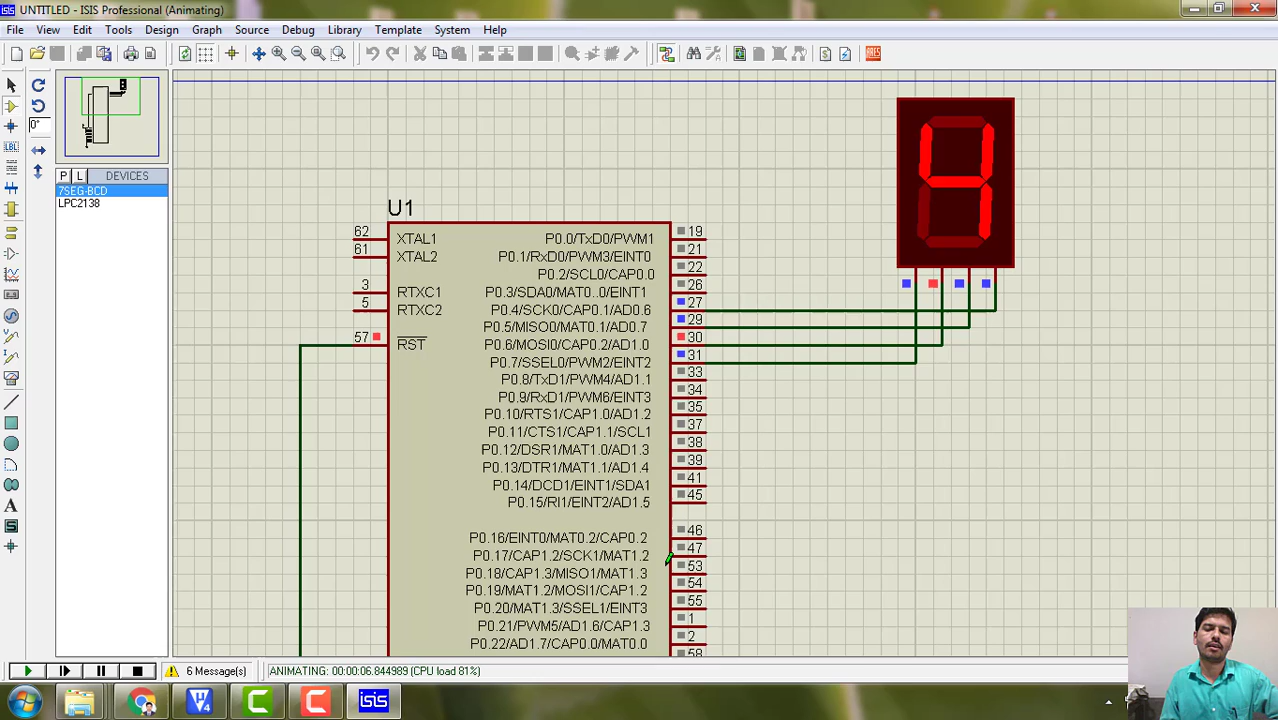 UNTITLED - ISIS Professional (Animating)
File View Edit Tools Design Graph Source Debug Library Template System Help
ARES
0°
LBL
P L DEVICES
7SEG-BCD
LPC2138
U1
62 XTAL1
61 XTAL2
3 RTXC1
5 RTXC2
57 RST
P0.0/TxD0/PWM1 19
P0.1/RxD0/PWM3/EINT0 21
P0.2/SCL0/CAP0.0 22
P0.3/SDA0/MAT0..0/EINT1 26
P0.4/SCK0/CAP0.1/AD0.6 27
P0.5/MISO0/MAT0.1/AD0.7 29
P0.6/MOSI0/CAP0.2/AD1.0 30
P0.7/SSEL0/PWM2/EINT2 31
P0.8/TxD1/PWM4/AD1.1 33
P0.9/RxD1/PWM6/EINT3 34
P0.10/RTS1/CAP1.0/AD1.2 35
P0.11/CTS1/CAP1.1/SCL1 37
P0.12/DSR1/MAT1.0/AD1.3 38
P0.13/DTR1/MAT1.1/AD1.4 39
P0.14/DCD1/EINT1/SDA1 41
P0.15/RI1/EINT2/AD1.5 45
P0.16/EINT0/MAT0.2/CAP0.2 46
P0.17/CAP1.2/SCK1/MAT1.2 47
P0.18/CAP1.3/MISO1/MAT1.3 53
P0.19/MAT1.2/MOSI1/CAP1.2 54
P0.20/MAT1.3/SSEL1/EINT3 55
P0.21/PWM5/AD1.6/CAP1.3 1
P0.22/AD1.7/CAP0.0/MAT0.0 2
58
4
6 Message(s) ANIMATING: 00:00:06.844989 (CPU load 81%)
V4
C
C
isis